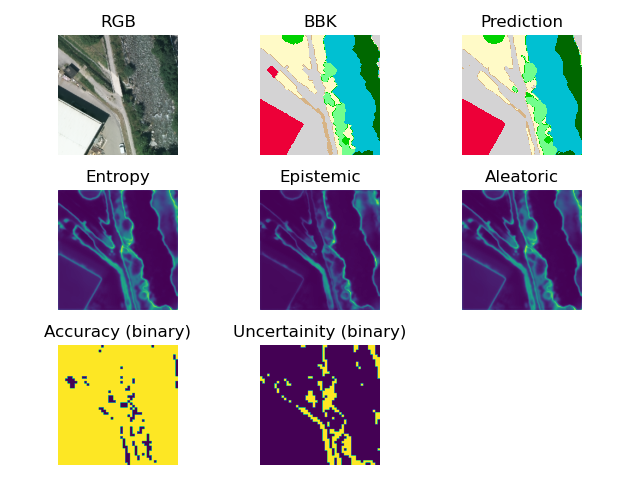 RGB
BBK
Prediction
Entropy
Epistemic
Aleatoric
Accuracy (binary)
Uncertainity (binary)